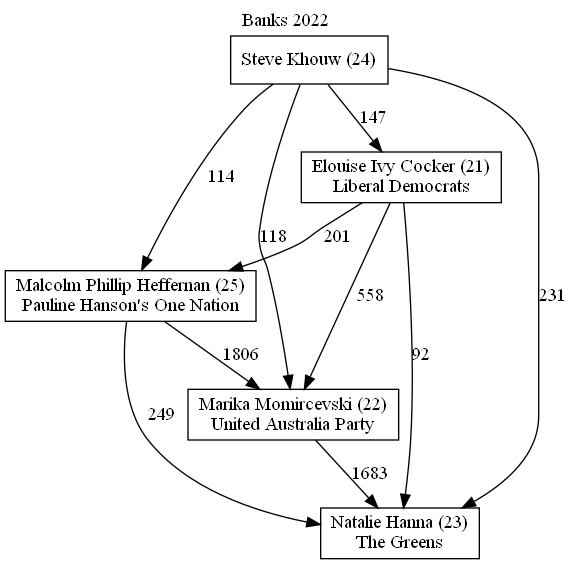 Banks 2022
Steve Khouw (24)
147
Elouise Ivy Cocker (21)
Liberal Democrats
114
118
201
Malcolm Phillip Heffernan (25)
Pauline Hanson's One Nation
558
231
1806
92
Marika Momircevski (22)
United Australia Party
249
1683
Natalie Hanna (23)
The Greens